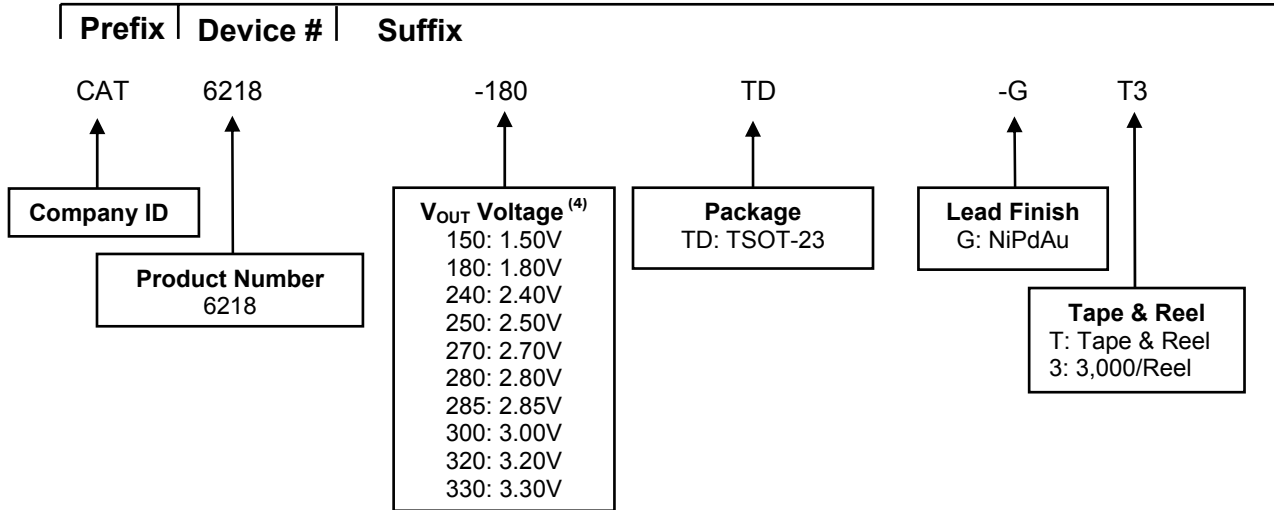 Prefix Device # Suffix
CAT 6218 -180 TD -G T3
Company ID
Product Number
6218
VOUT Voltage (4)
150: 1.50V
180: 1.80V
240: 2.40V
250: 2.50V
270: 2.70V
280: 2.80V
285: 2.85V
300: 3.00V
320: 3.20V
330: 3.30V
Package
TD: TSOT-23
Lead Finish
G: NiPdAu
Tape & Reel
T: Tape & Reel
3: 3,000/Reel